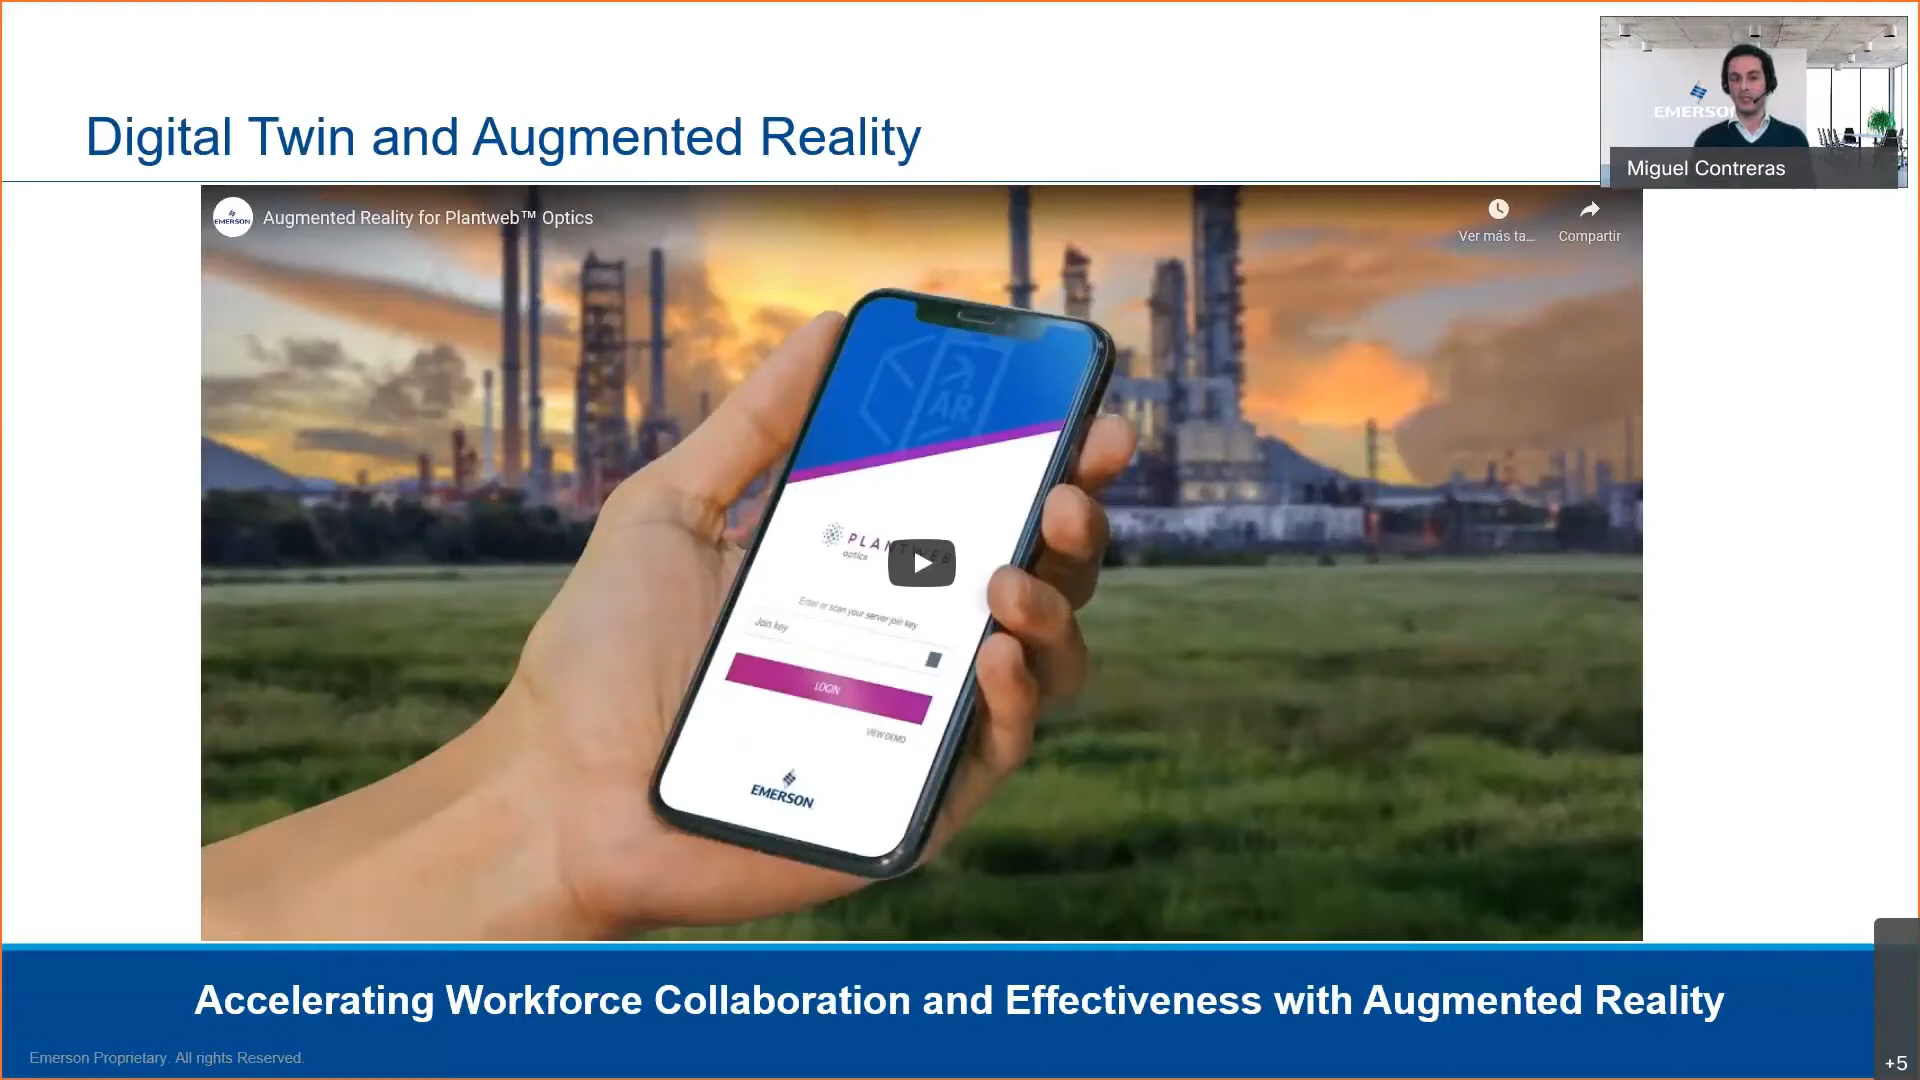 Digital Twin and Augmented Reality
EMERSON
Miguel Contreras
EMERSON
Augmented Reality for Plantweb™ Optics
Ver más ta...
Compartir
AR
optics
Enter or scan your server join key
Join key
LOGIN
VIEW DEMO
EMERSON
Accelerating Workforce Collaboration and Effectiveness with Augmented Reality
Emerson Proprietary. All rights Reserved.
+5